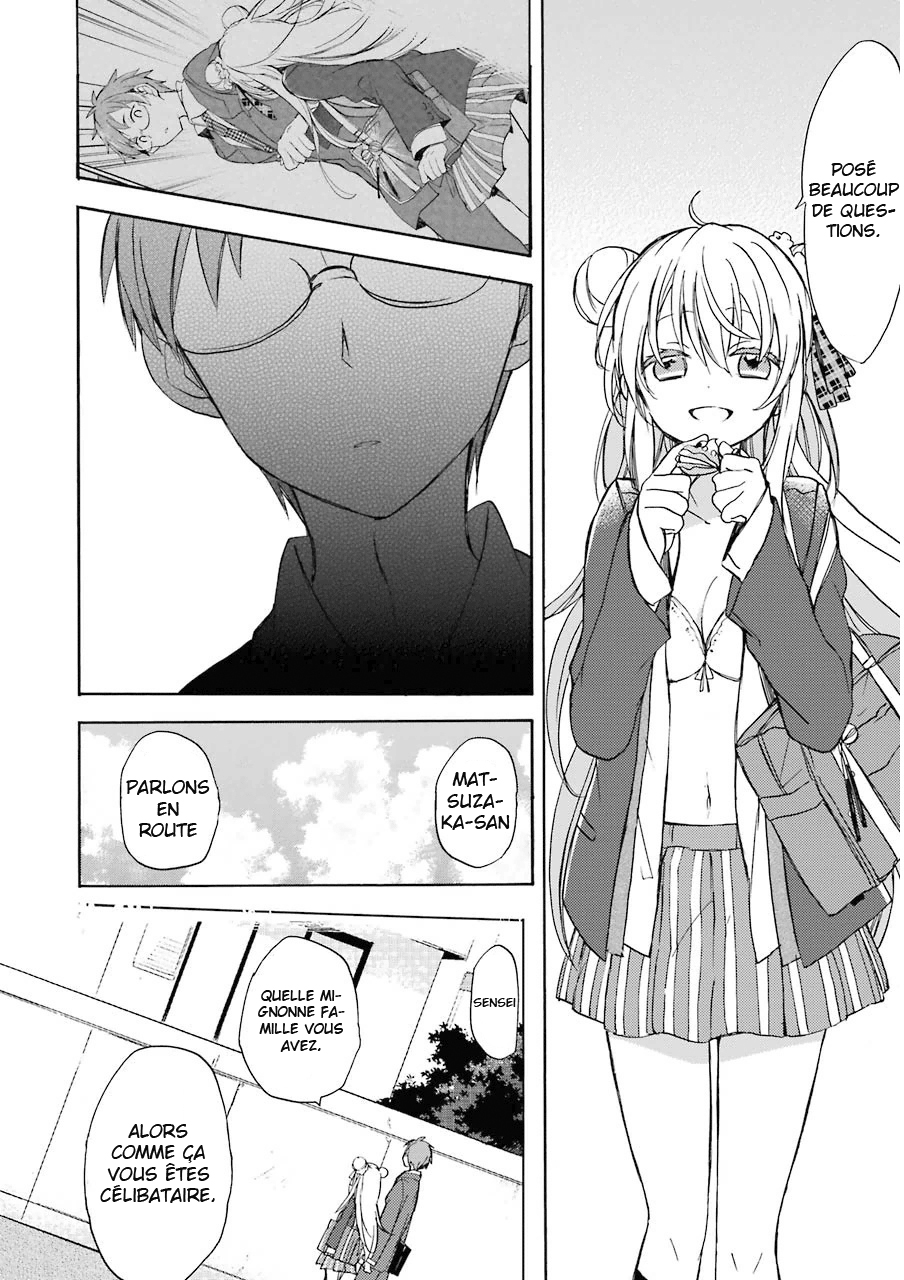 POSÉ
BEAUCOUP
DE QUES-
TIONS.
MAT-
SUZA-
KA-SAN
PARLONS
EN
ROUTE
SENSEI
QUELLE MI-
GNONNE FA-
MILLE VOUS
AVEZ.
ALORS
COMME ÇA
VOUS ÊTES
CÉLIBATAIRE.